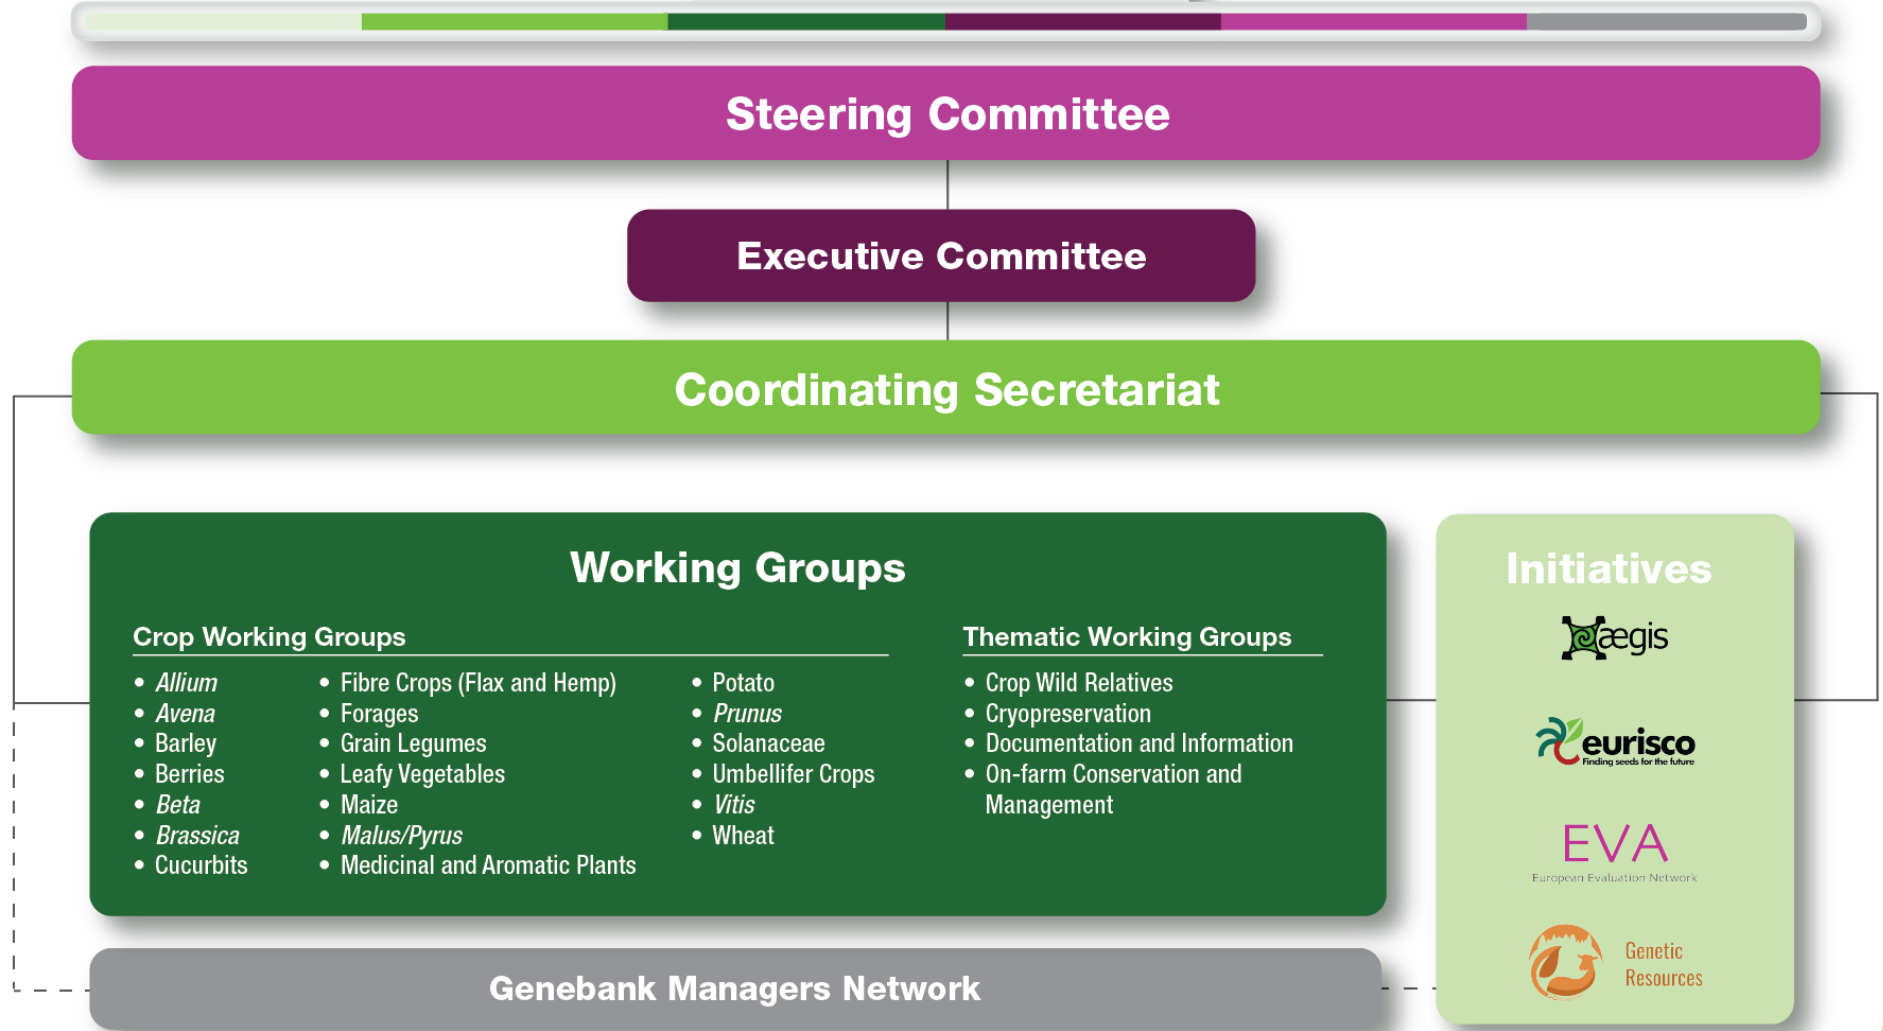 Steering Committee
Executive Committee
Coordinating Secretariat
Working Groups
Crop Working Groups
• Allium
• Avena
• Barley
• Berries
• Beta
• Brassica
• Cucurbits
• Fibre Crops (Flax and Hemp)
• Forages
• Grain Legumes
• Leafy Vegetables
• Maize
• Malus/Pyrus
• Medicinal and Aromatic Plants
• Potato
• Prunus
• Solanaceae
• Umbellifer Crops
• Vitis
• Wheat
Thematic Working Groups
• Crop Wild Relatives
• Cryopreservation
• Documentation and Information
• On-farm Conservation and
Management
Initiatives
aegis
eurisco
Finding seeds for the future
EVA
European Evaluation Network
Genetic
Resources
Genebank Managers Network